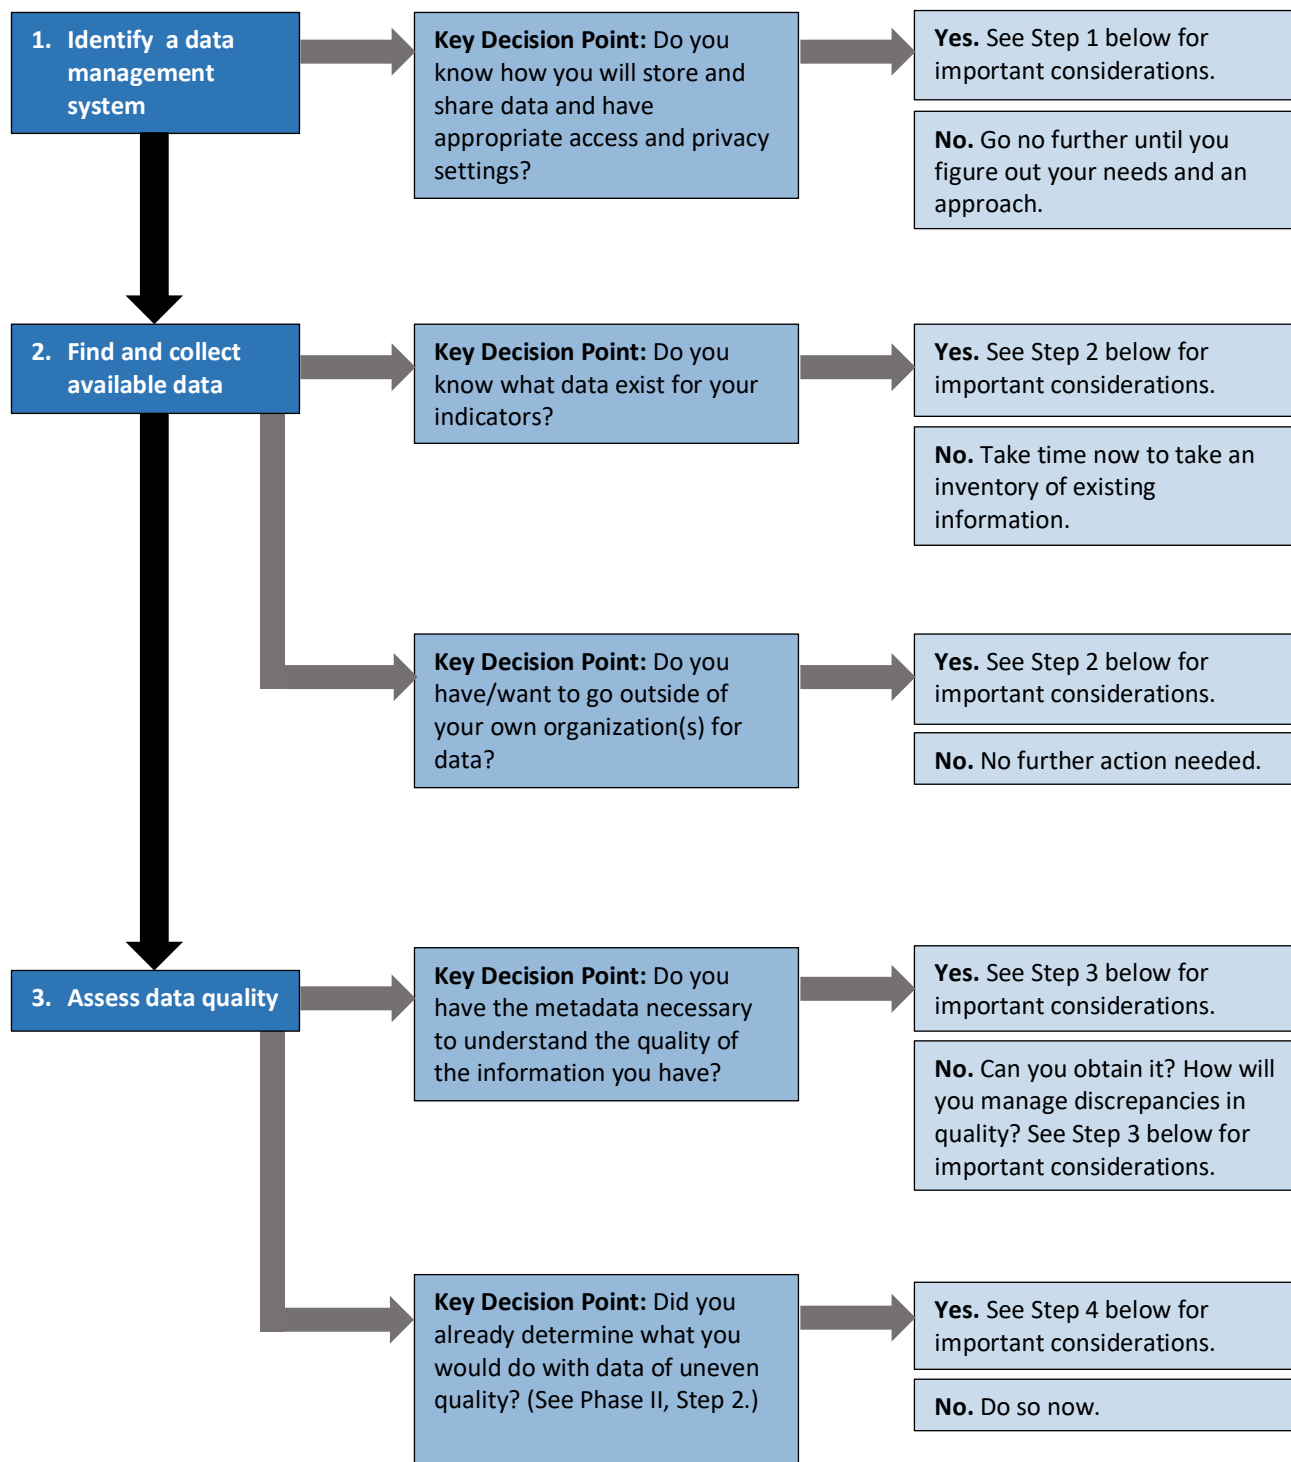 1. Identify a data
management
system
Key Decision Point: Do you
know how you will store and
share data and have
appropriate access and privacy
settings?
Yes. See Step 1 below for
important considerations.
No. Go no further until you
figure out your needs and an
approach.
2. Find and collect
available data
Key Decision Point: Do you
know what data exist for your
indicators?
Yes. See Step 2 below for
important considerations.
No. Take time now to take an
inventory of existing
information.
Key Decision Point: Do you
have/want to go outside of
your own organization(s) for
data?
Yes. See Step 2 below for
important considerations.
No. No further action needed.
3. Assess data quality
Key Decision Point: Do you
have the metadata necessary
to understand the quality of
the information you have?
Yes. See Step 3 below for
important considerations.
No. Can you obtain it? How will
you manage discrepancies in
quality? See Step 3 below for
important considerations.
Key Decision Point: Did you
already determine what you
would do with data of uneven
quality? (See Phase II, Step 2.)
Yes. See Step 4 below for
important considerations.
No. Do so now.